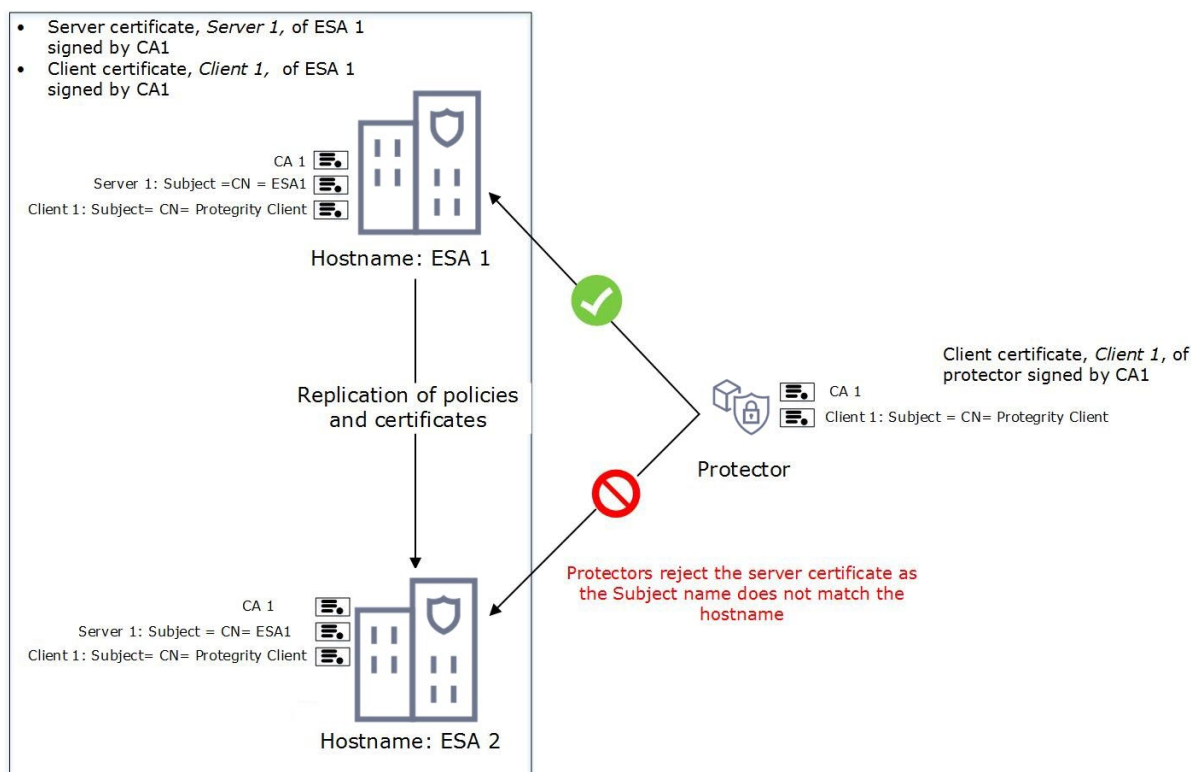 • Server certificate, Server 1, of ESA 1
signed by CA1
• Client certificate, Client 1, of ESA 1
signed by CA1
CA 1
Server 1: Subject =CN = ESA1
Client 1: Subject= CN= Protegrity Client
Hostname: ESA 1
Replication of policies
and certificates
Client certificate, Client 1, of
protector signed by CA1
CA 1
Client 1: Subject = CN= Protegrity Client
Protector
Protectors reject the server certificate as
the Subject name does not match the
hostname
CA 1
Server 1: Subject = CN= ESA1
Client 1: Subject= CN= Protegrity Client
Hostname: ESA 2